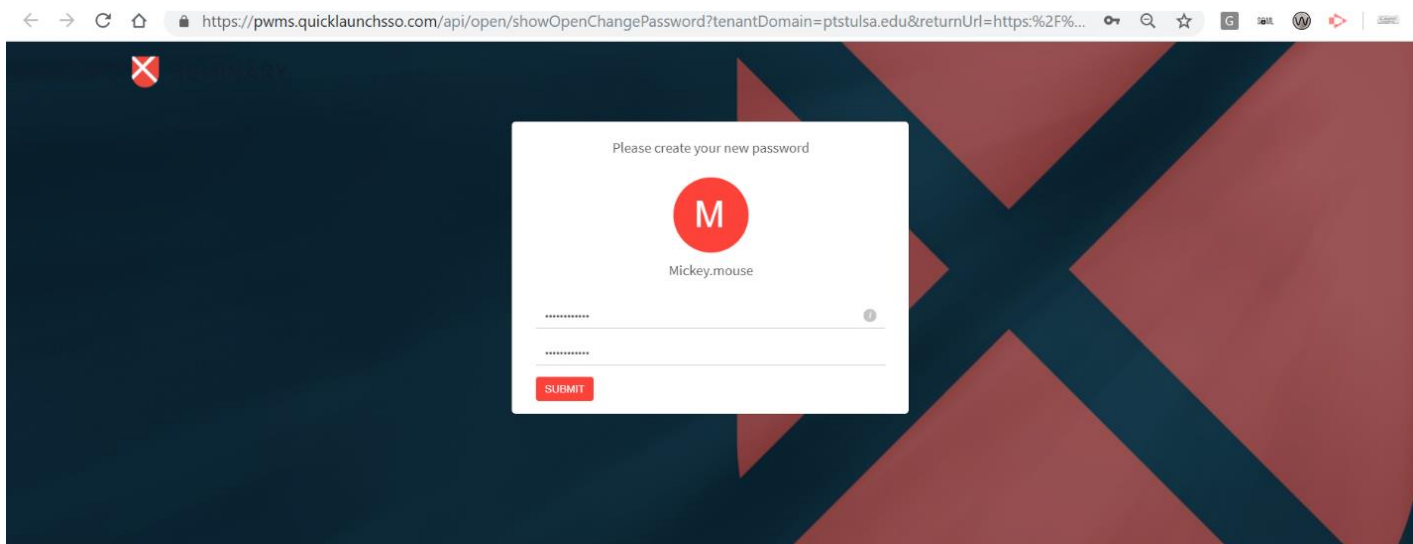 https://pwms.quicklaunchsso.com/api/open/showOpenChangePassword?tenantDomain=ptstulsa.edu&returnUrl=https:%2F%...
G
W
Please create your new password
M
Mickey.mouse
••••••••••••
i
••••••••••••
SUBMIT